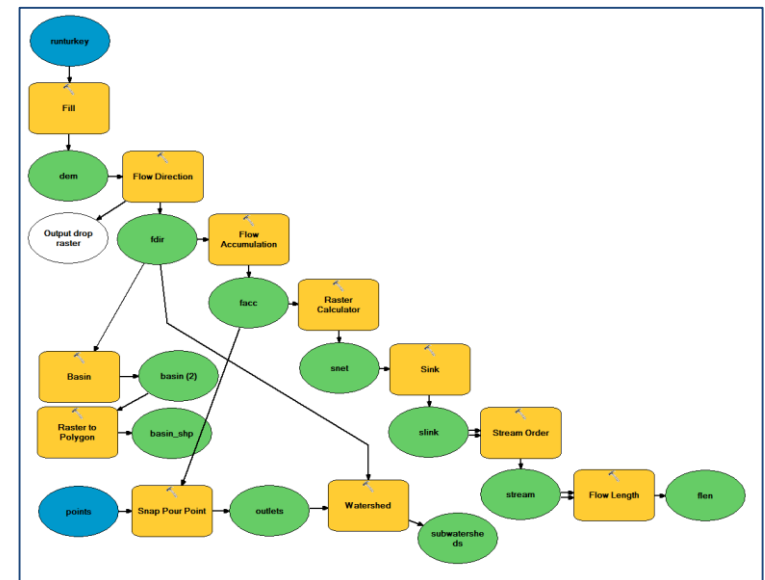 runturkey
Fill
dem
Flow Direction
Output drop
raster
fdir
Flow
Accumulation
facc
Raster
Calculator
snet
Sink
Basin
basin (2)
slink
Stream Order
Raster to
Polygon
basin_shp
stream
Flow Length
flen
points
Snap Pour Point
outlets
Watershed
subwatershe
ds